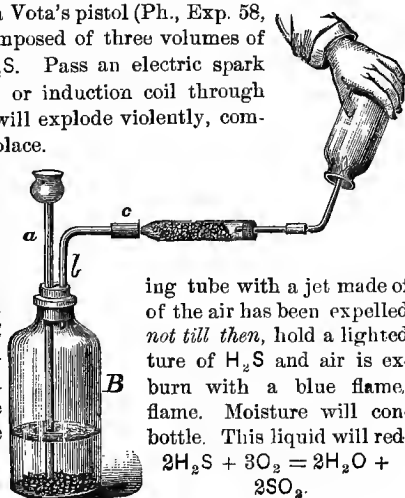 Vota's pistol (Ph., Exp. 58,
mposed of three volumes of
S. Pass an electric spark
or induction coil through
will explode violently, com-
place.
c
a
l
B
ing tube with a jet made of
of the air has been expelled
not till then, hold a lighted
ture of H₂S and air is ex-
burn with a blue flame,
flame. Moisture will con-
bottle. This liquid will red-
2H₂S + 3O₂ = 2H₂O +
2SO₂.